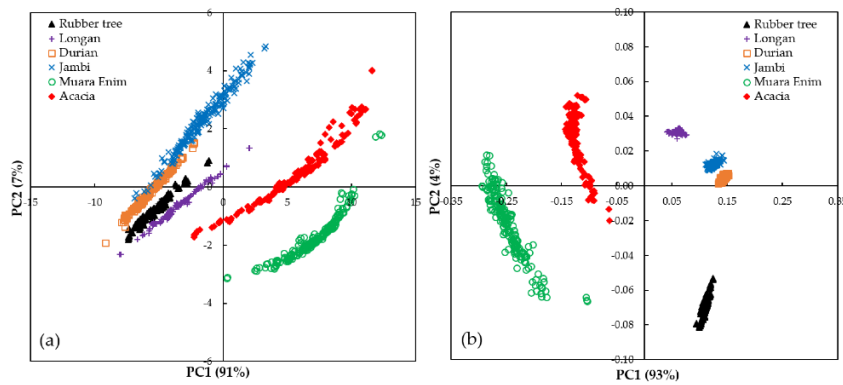 Rubber tree
Longan
Durian
Jambi
Muara Enim
Acacia
6
4
2
0
-15 -10 -5 0 5 10 15
-2
-4
-6
PC2 (7%)
(a)
PC1 (91%)
0.10
Rubber tree
Longan
Durian
Jambi
Muara Enim
Acacia
0.08
0.06
0.04
0.02
0.00
-0.35 -0.25 -0.15 -0.05 0.05 0.15 0.25 0.35
-0.02
-0.04
-0.06
-0.08
-0.10
PC2 (4%)
(b)
PC1 (93%)